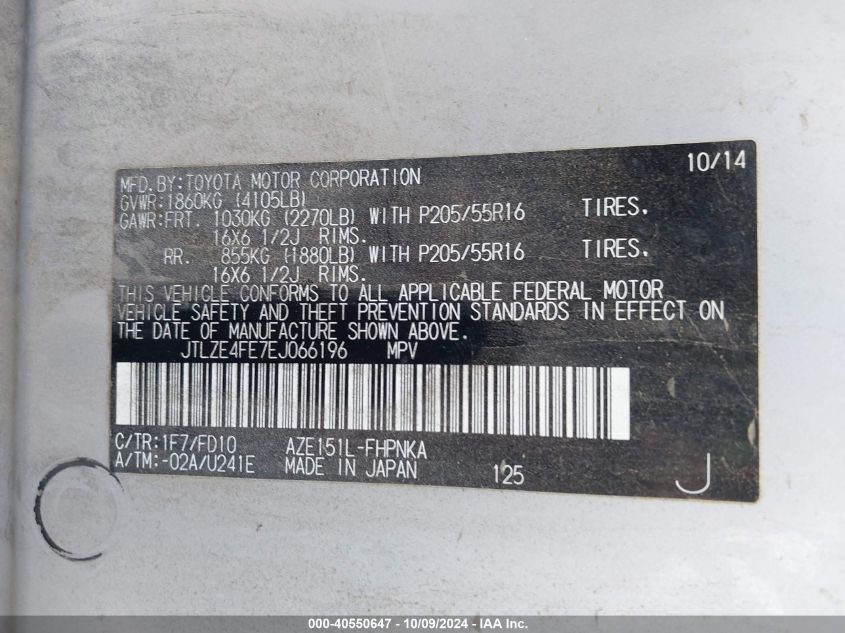 10/14
MFD.BY:TOYOTA MOTOR CORPORATION
GVWR:1860KG (4105LB)
GAWR:FRT. 1030KG (2270LB) WITH P205/55R16 TIRES.
16X6 1/2J RIMS.
RR. 855KG (1880LB) WITH P205/55R16 TIRES.
16X6 1/2J RIMS.
THIS VEHICLE CONFORMS TO ALL APPLICABLE FEDERAL MOTOR
VEHICLE SAFETY AND THEFT PREVENTION STANDARDS IN EFFECT ON
THE DATE OF MANUFACTURE SHOWN ABOVE.
JTLZE4FE7EJ066196 MPV
C/TR:1F7/FD10 AZE151L-FHPNKA
A/TM:-02A/U241E MADE IN JAPAN 125 J
000-40550647 - 10/09/2024 - IAA Inc.